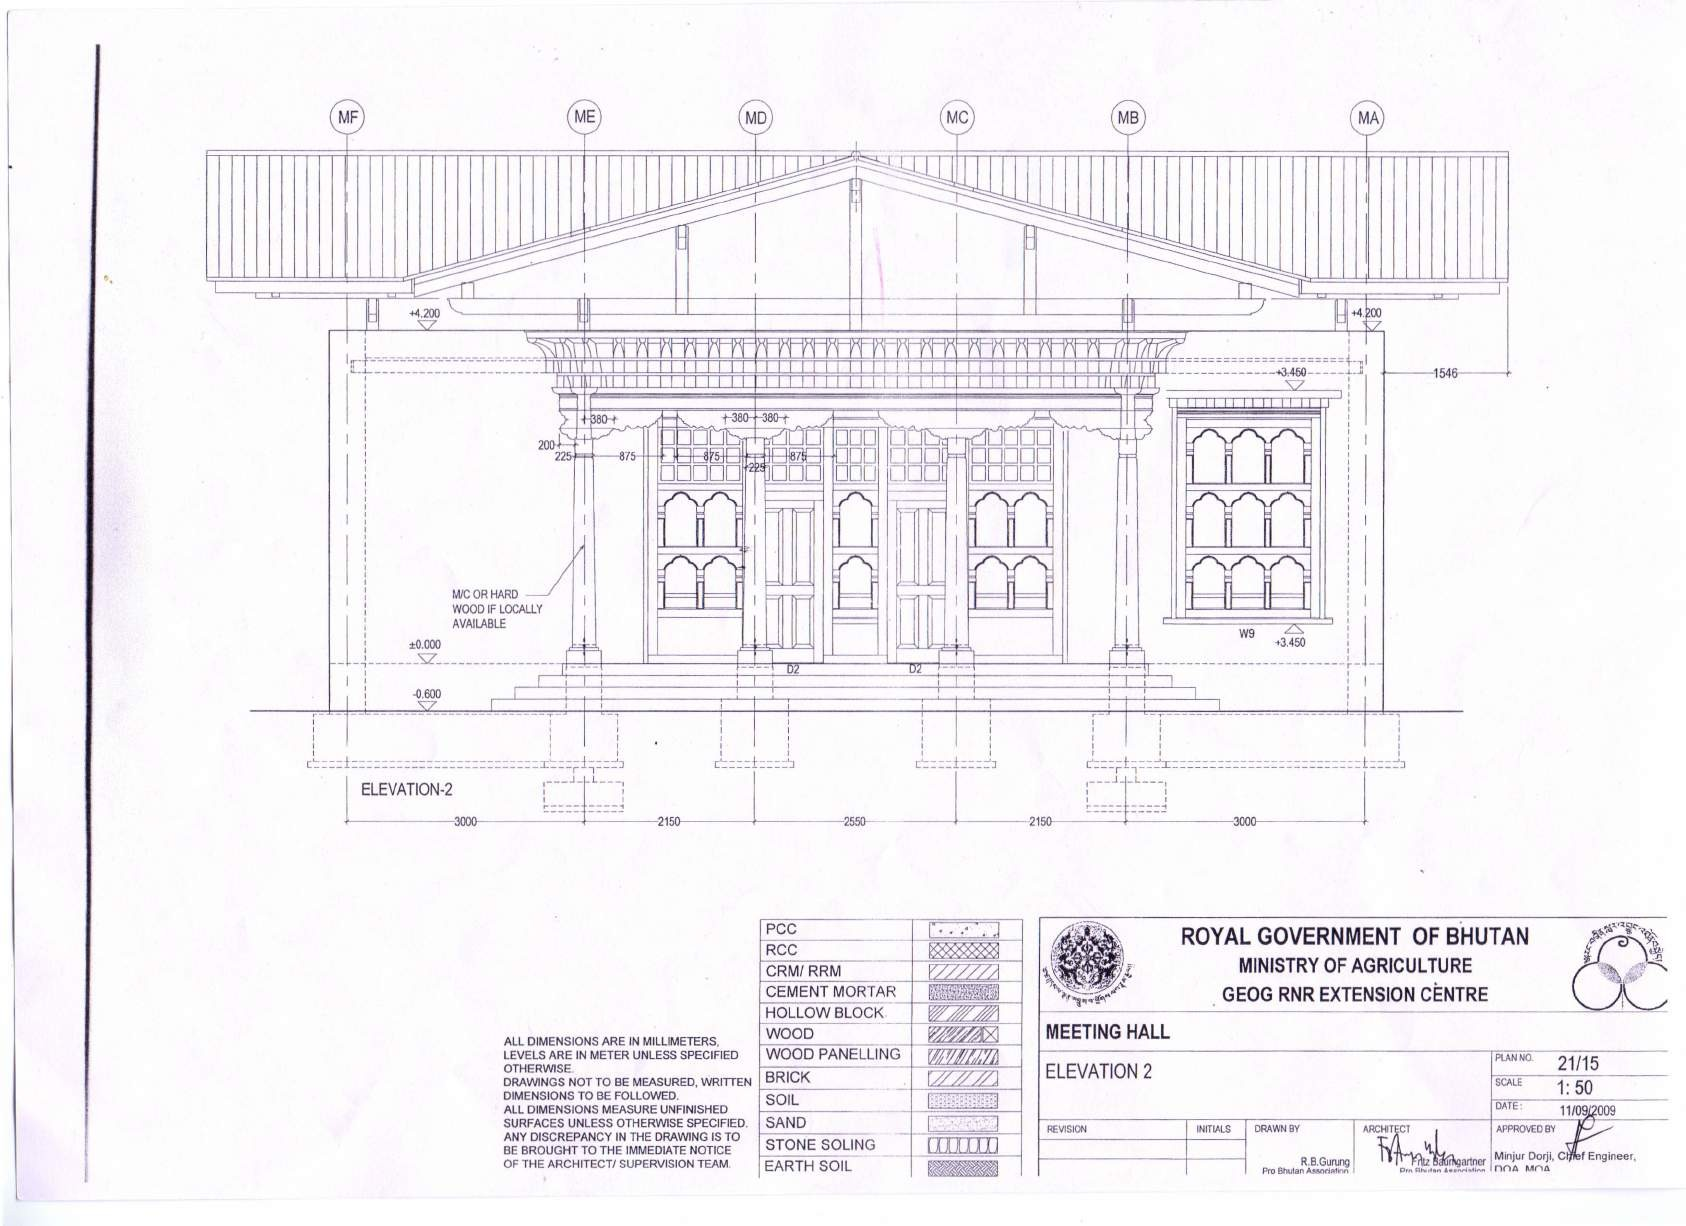 MF
ME
MD
MC
MB
MA
+4.200
+4.200
+3.450
1546
380
380
380
200
225
875
875
875
225
M/C OR HARD
WOOD IF LOCALLY
AVAILABLE
W9
+3.450
±0.000
D2
D2
-0.600
ELEVATION-2
3000
2150
2550
2150
3000
ALL DIMENSIONS ARE IN MILLIMETERS,
LEVELS ARE IN METER UNLESS SPECIFIED
OTHERWISE.
DRAWINGS NOT TO BE MEASURED, WRITTEN
DIMENSIONS TO BE FOLLOWED.
ALL DIMENSIONS MEASURE UNFINISHED
SURFACES UNLESS OTHERWISE SPECIFIED.
ANY DISCREPANCY IN THE DRAWING IS TO
BE BROUGHT TO THE IMMEDIATE NOTICE
OF THE ARCHITECT/ SUPERVISION TEAM.
PCC
RCC
CRM/ RRM
CEMENT MORTAR
HOLLOW BLOCK
WOOD
WOOD PANELLING
BRICK
SOIL
SAND
STONE SOLING
EARTH SOIL
ROYAL GOVERNMENT OF BHUTAN
MINISTRY OF AGRICULTURE
GEOG RNR EXTENSION CENTRE
MEETING HALL
ELEVATION 2
PLAN NO. 21/15
SCALE 1: 50
DATE : 11/09/2009
REVISION
INITIALS
DRAWN BY
R.B.Gurung
Pro Bhutan Association
ARCHITECT
Fritz Baumgartner
Pro Bhutan Association
APPROVED BY
Minjur Dorji, Chief Engineer,
DOA, MOA